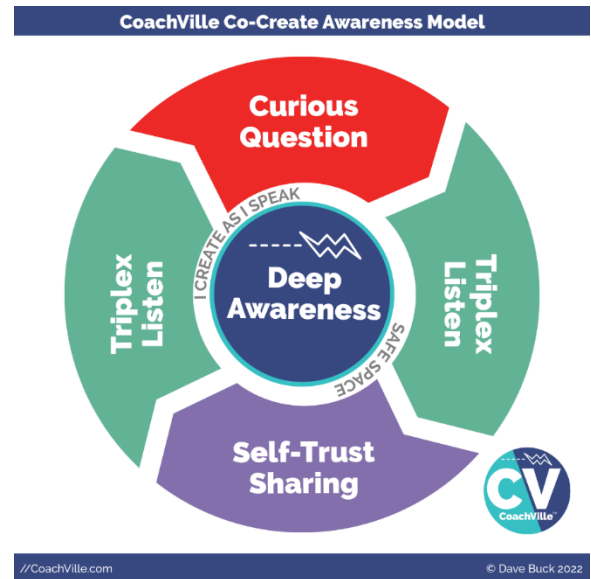 CoachVille Co-Create Awareness Model
Curious
Question
I CREATE AS I SPEAK
Deep
Awareness
Triplex
Listen
Triplex
Listen
SAFE SPACE
Self-Trust
Sharing
CV
CoachVille™
//CoachVille.com
© Dave Buck 2022